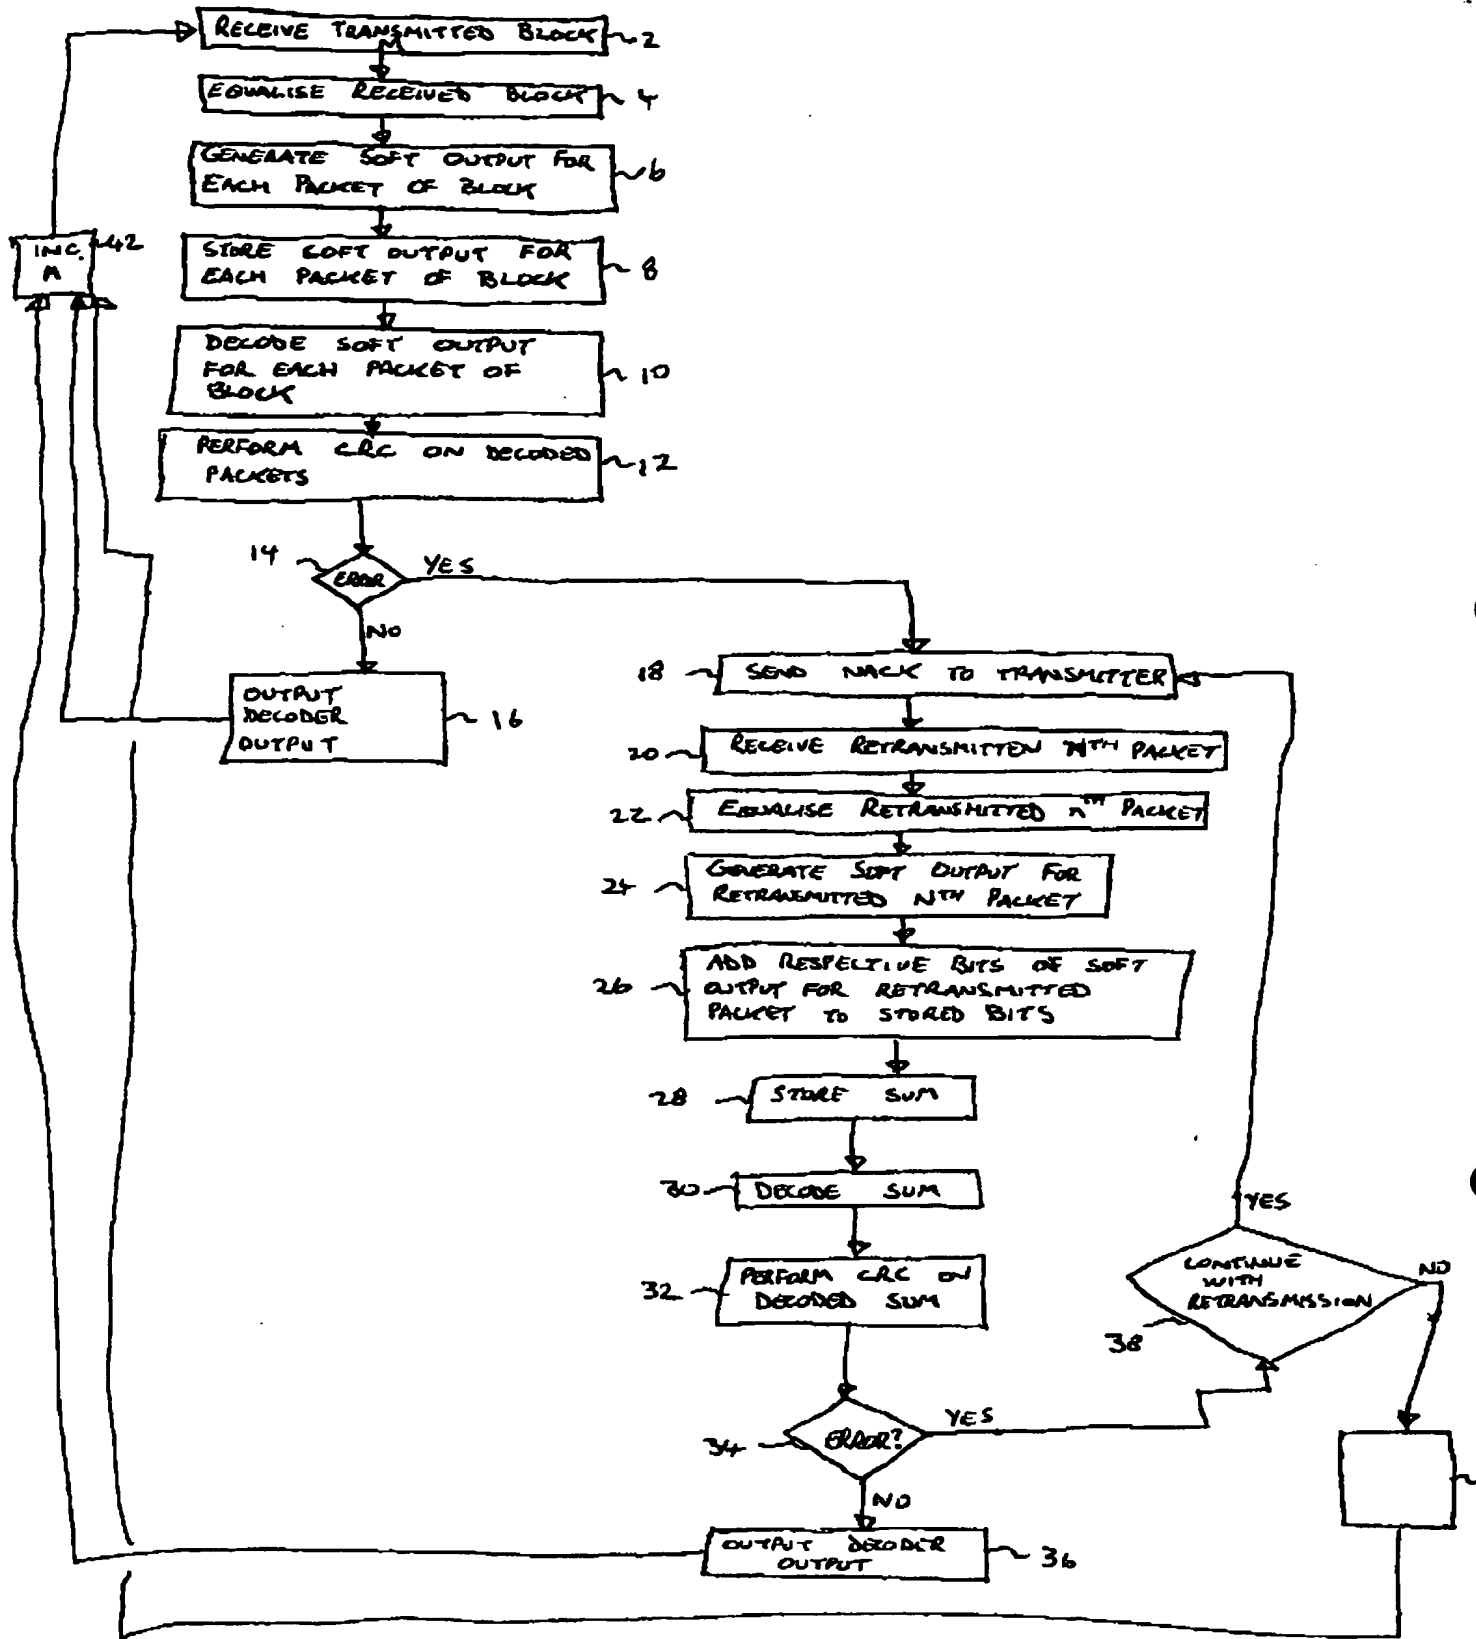 RECEIVE TRANSMITTED BLOCK
M
2
EQUALISE RECEIVED BLOCK
4
GENERATE SOFT OUTPUT FOR
EACH PACKET OF BLOCK
6
INC.
M
42
STORE SOFT OUTPUT FOR
EACH PACKET OF BLOCK
8
DECODE SOFT OUTPUT
FOR EACH PACKET OF
BLOCK
10
PERFORM CRC ON DECODED
PACKETS
12
14
ERROR
YES
NO
OUTPUT
DECODER
OUTPUT
16
18
SEND NACK TO TRANSMITTER
20
RECEIVE RETRANSMITTEN NTH PACKET
22
EQUALISE RETRANSMITTED nTH PACKET
24
GENERATE SOFT OUTPUT FOR
RETRANSMITTED NTH PACKET
26
ADD RESPECTIVE BITS OF SOFT
OUTPUT FOR RETRANSMITTED
PACKET TO STORED BITS
28
STORE SUM
30
DECODE SUM
32
PERFORM CRC ON
DECODED SUM
YES
CONTINUE
WITH
RETRANSMISSION
NO
38
34
ERROR?
YES
NO
OUTPUT DECODER
OUTPUT
36